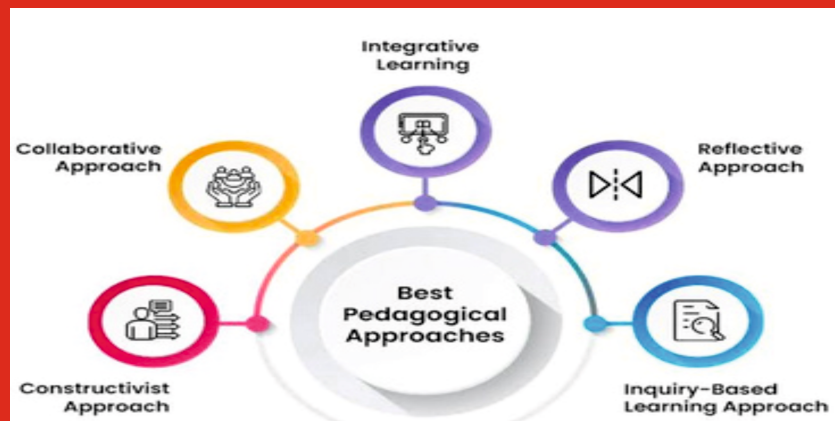 Integrative
Learning
Collaborative
Approach
Reflective
Approach
Best
Pedagogical
Approaches
Constructivist
Approach
Inquiry-Based
Learning Approach